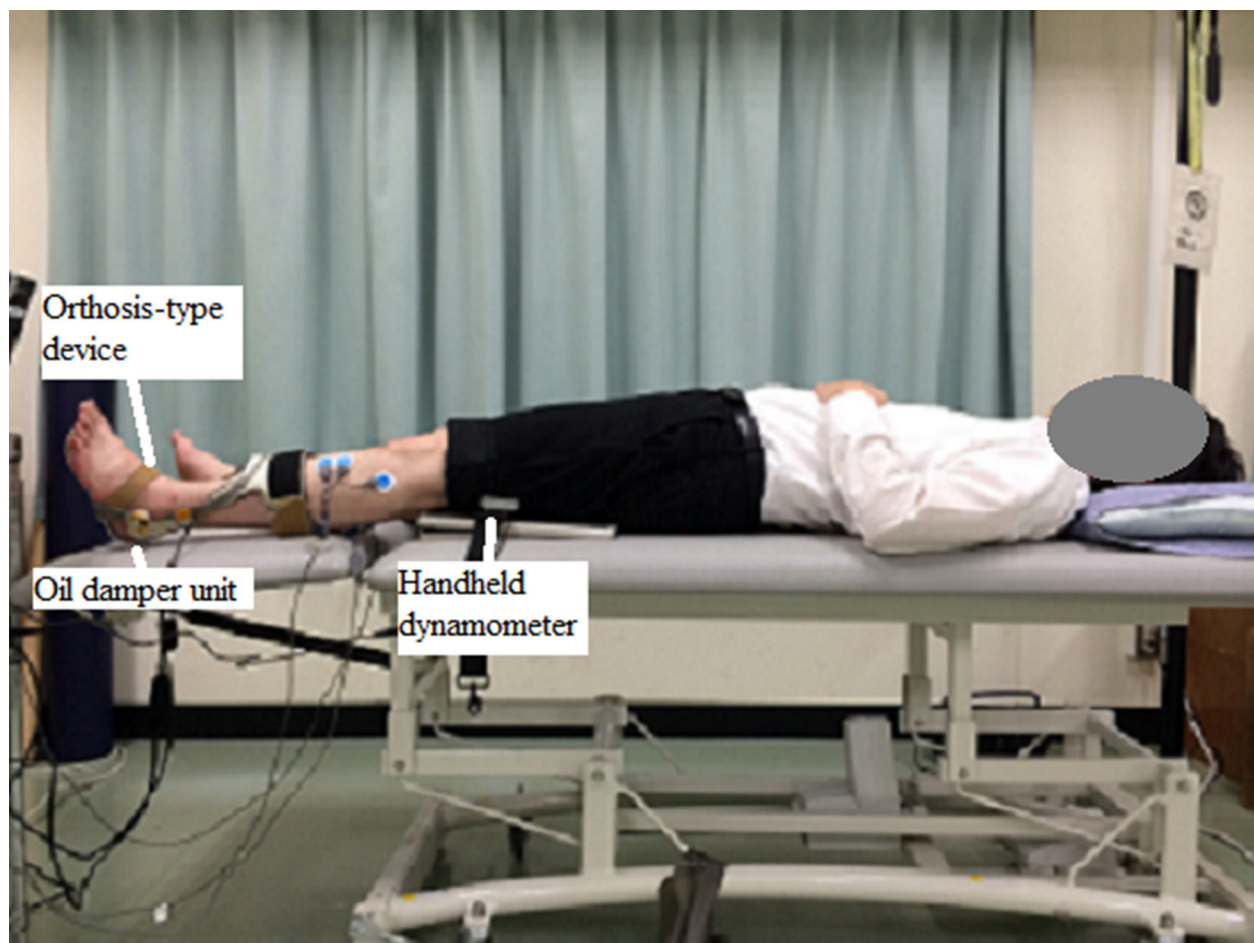 Orthosis-type
device
Oil damper unit
Handheld
dynamometer